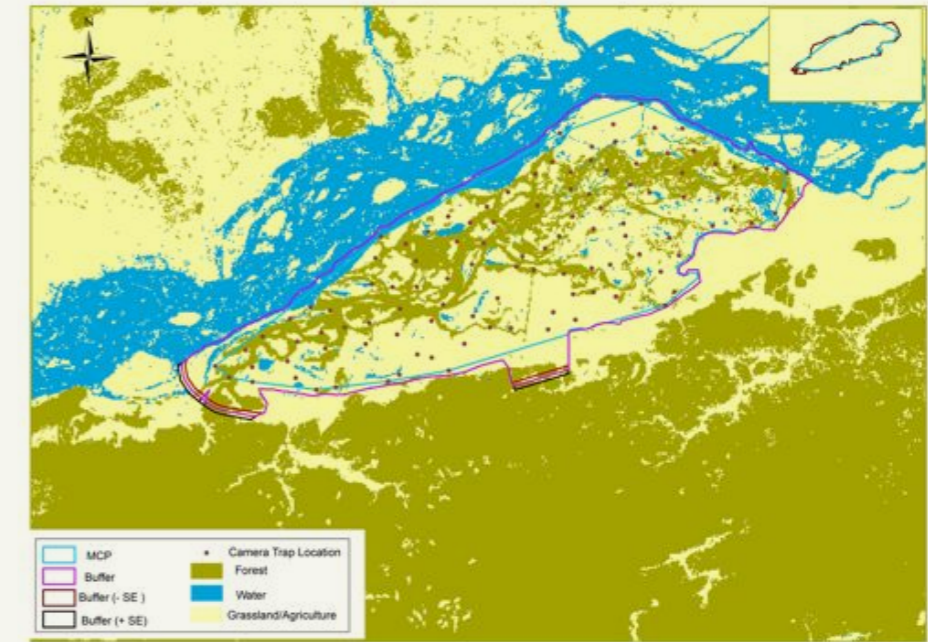 N
MCP
Buffer
Buffer (- SE )
Buffer (+ SE)
Camera Trap Location
Forest
Water
Grassland/Agriculture